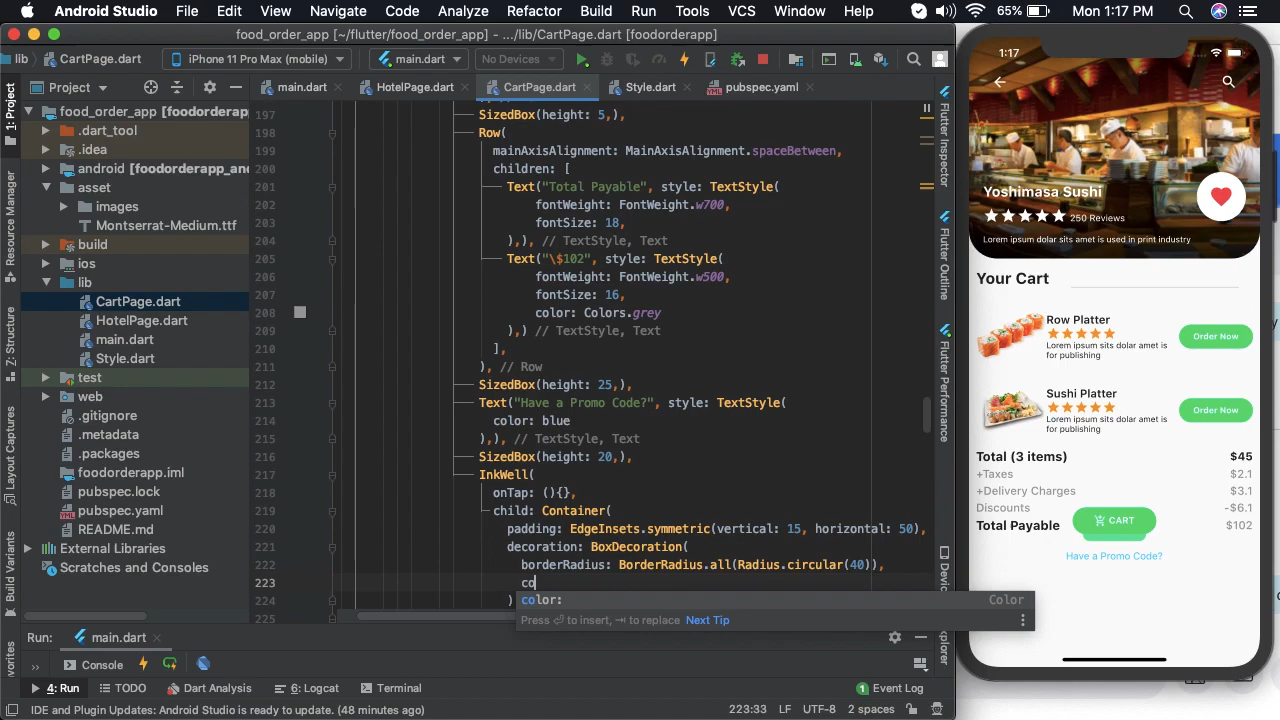 Android Studio File Edit View Navigate Code Analyze Refactor Build Run Tools VCS Window Help 65% Mon 1:17 PM
food_order_app [~/flutter/food_order_app] - .../lib/CartPage.dart [foodorderapp]
lib CartPage.dart iPhone 11 Pro Max (mobile) main.dart No Devices
Project main.dart HotelPage.dart CartPage.dart Style.dart pubspec.yaml
1: Project
Resource Manager
Z: Structure
Layout Captures
Build Variants
avorites
food_order_app [foodorderapp
.dart_tool
.idea
android [foodorderapp_and
asset
images
Montserrat-Medium.ttf
build
ios
lib
CartPage.dart
HotelPage.dart
main.dart
Style.dart
test
web
.gitignore
.metadata
.packages
foodorderapp.iml
pubspec.lock
pubspec.yaml
README.md
External Libraries
Scratches and Consoles
197 SizedBox(height: 5,),
198 Row(
199 mainAxisAlignment: MainAxisAlignment.spaceBetween,
200 children: [
201 Text("Total Payable", style: TextStyle(
202 fontWeight: FontWeight.w700,
203 fontSize: 18,
204 ),), // TextStyle, Text
205 Text("\$102", style: TextStyle(
206 fontWeight: FontWeight.w500,
207 fontSize: 16,
208 color: Colors.grey
209 ),) // TextStyle, Text
210 ],
211 ), // Row
212 SizedBox(height: 25,),
213 Text("Have a Promo Code?", style: TextStyle(
214 color: blue
215 ),), // TextStyle, Text
216 SizedBox(height: 20,),
217 InkWell(
218 onTap: (){},
219 child: Container(
220 padding: EdgeInsets.symmetric(vertical: 15, horizontal: 50),
221 decoration: BoxDecoration(
222 borderRadius: BorderRadius.all(Radius.circular(40)),
223 co
224 )
225
color: Color
Press ⏎ to insert, ⇥ to replace Next Tip
Flutter Inspector
Flutter Outline
Flutter Performance
Run: main.dart
Console
4: Run TODO Dart Analysis 6: Logcat Terminal 1 Event Log
IDE and Plugin Updates: Android Studio is ready to update. (48 minutes ago) 223:33 LF UTF-8 2 spaces
1:17
Yoshimasa Sushi
250 Reviews
Lorem ipsum dolar sits amet is used in print industry
Your Cart
Row Platter
Lorem ipsum sits dolar amet is
for publishing
Order Now
Sushi Platter
Lorem ipsum sits dolar amet is
for publishing
Order Now
Total (3 items) $45
+Taxes $2.1
+Delivery Charges $3.1
Discounts -$6.1
Total Payable CART $102
Have a Promo Code?